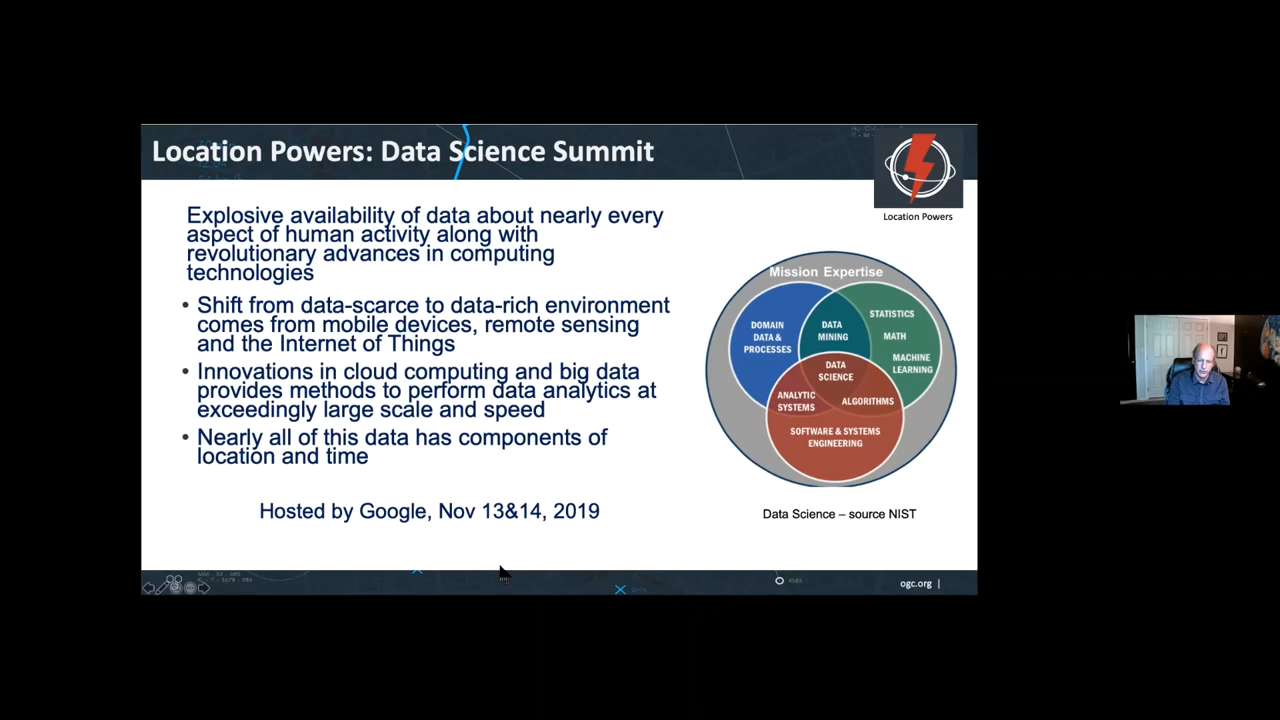 Location Powers: Data Science Summit
Location Powers
Explosive availability of data about nearly every
aspect of human activity along with
revolutionary advances in computing
technologies
• Shift from data-scarce to data-rich environment
comes from mobile devices, remote sensing
and the Internet of Things
• Innovations in cloud computing and big data
provides methods to perform data analytics at
exceedingly large scale and speed
• Nearly all of this data has components of
location and time
Hosted by Google, Nov 13&14, 2019
Mission Expertise
DOMAIN
DATA &
PROCESSES
DATA
MINING
STATISTICS
MATH
MACHINE
LEARNING
DATA
SCIENCE
ANALYTIC
SYSTEMS
ALGORITHMS
SOFTWARE & SYSTEMS
ENGINEERING
Data Science – source NIST
ogc.org |